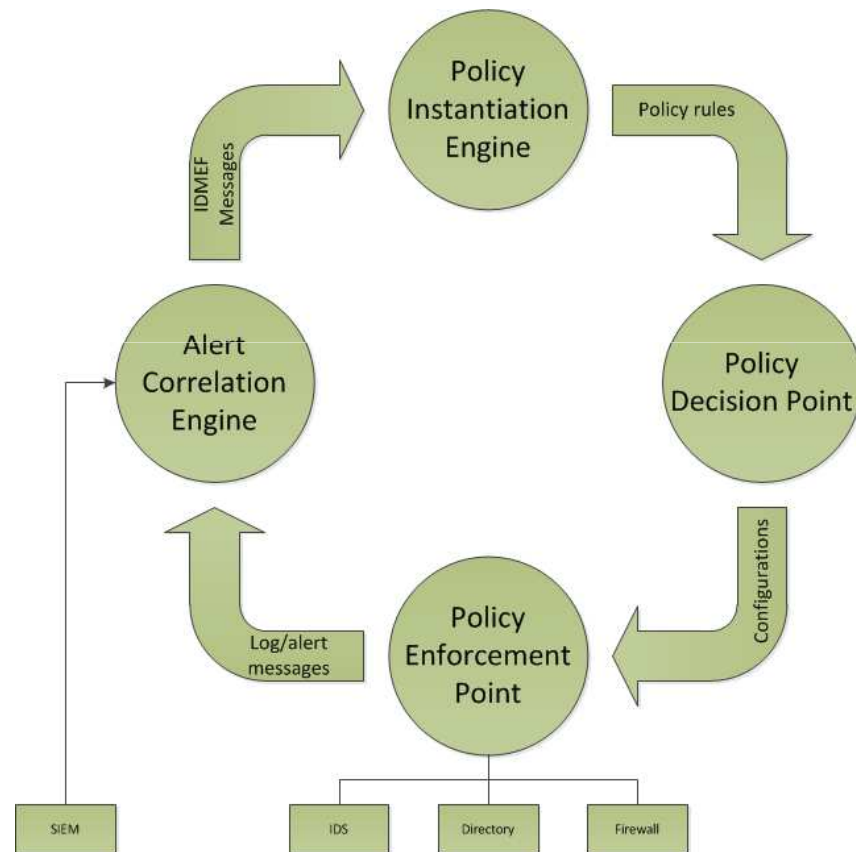 Policy
Instantiation
Engine
Policy rules
IDMEF
Messages
Alert
Correlation
Engine
Policy
Decision Point
Configurations
Policy
Enforcement
Point
Log/alert
messages
SIEM
IDS
Directory
Firewall